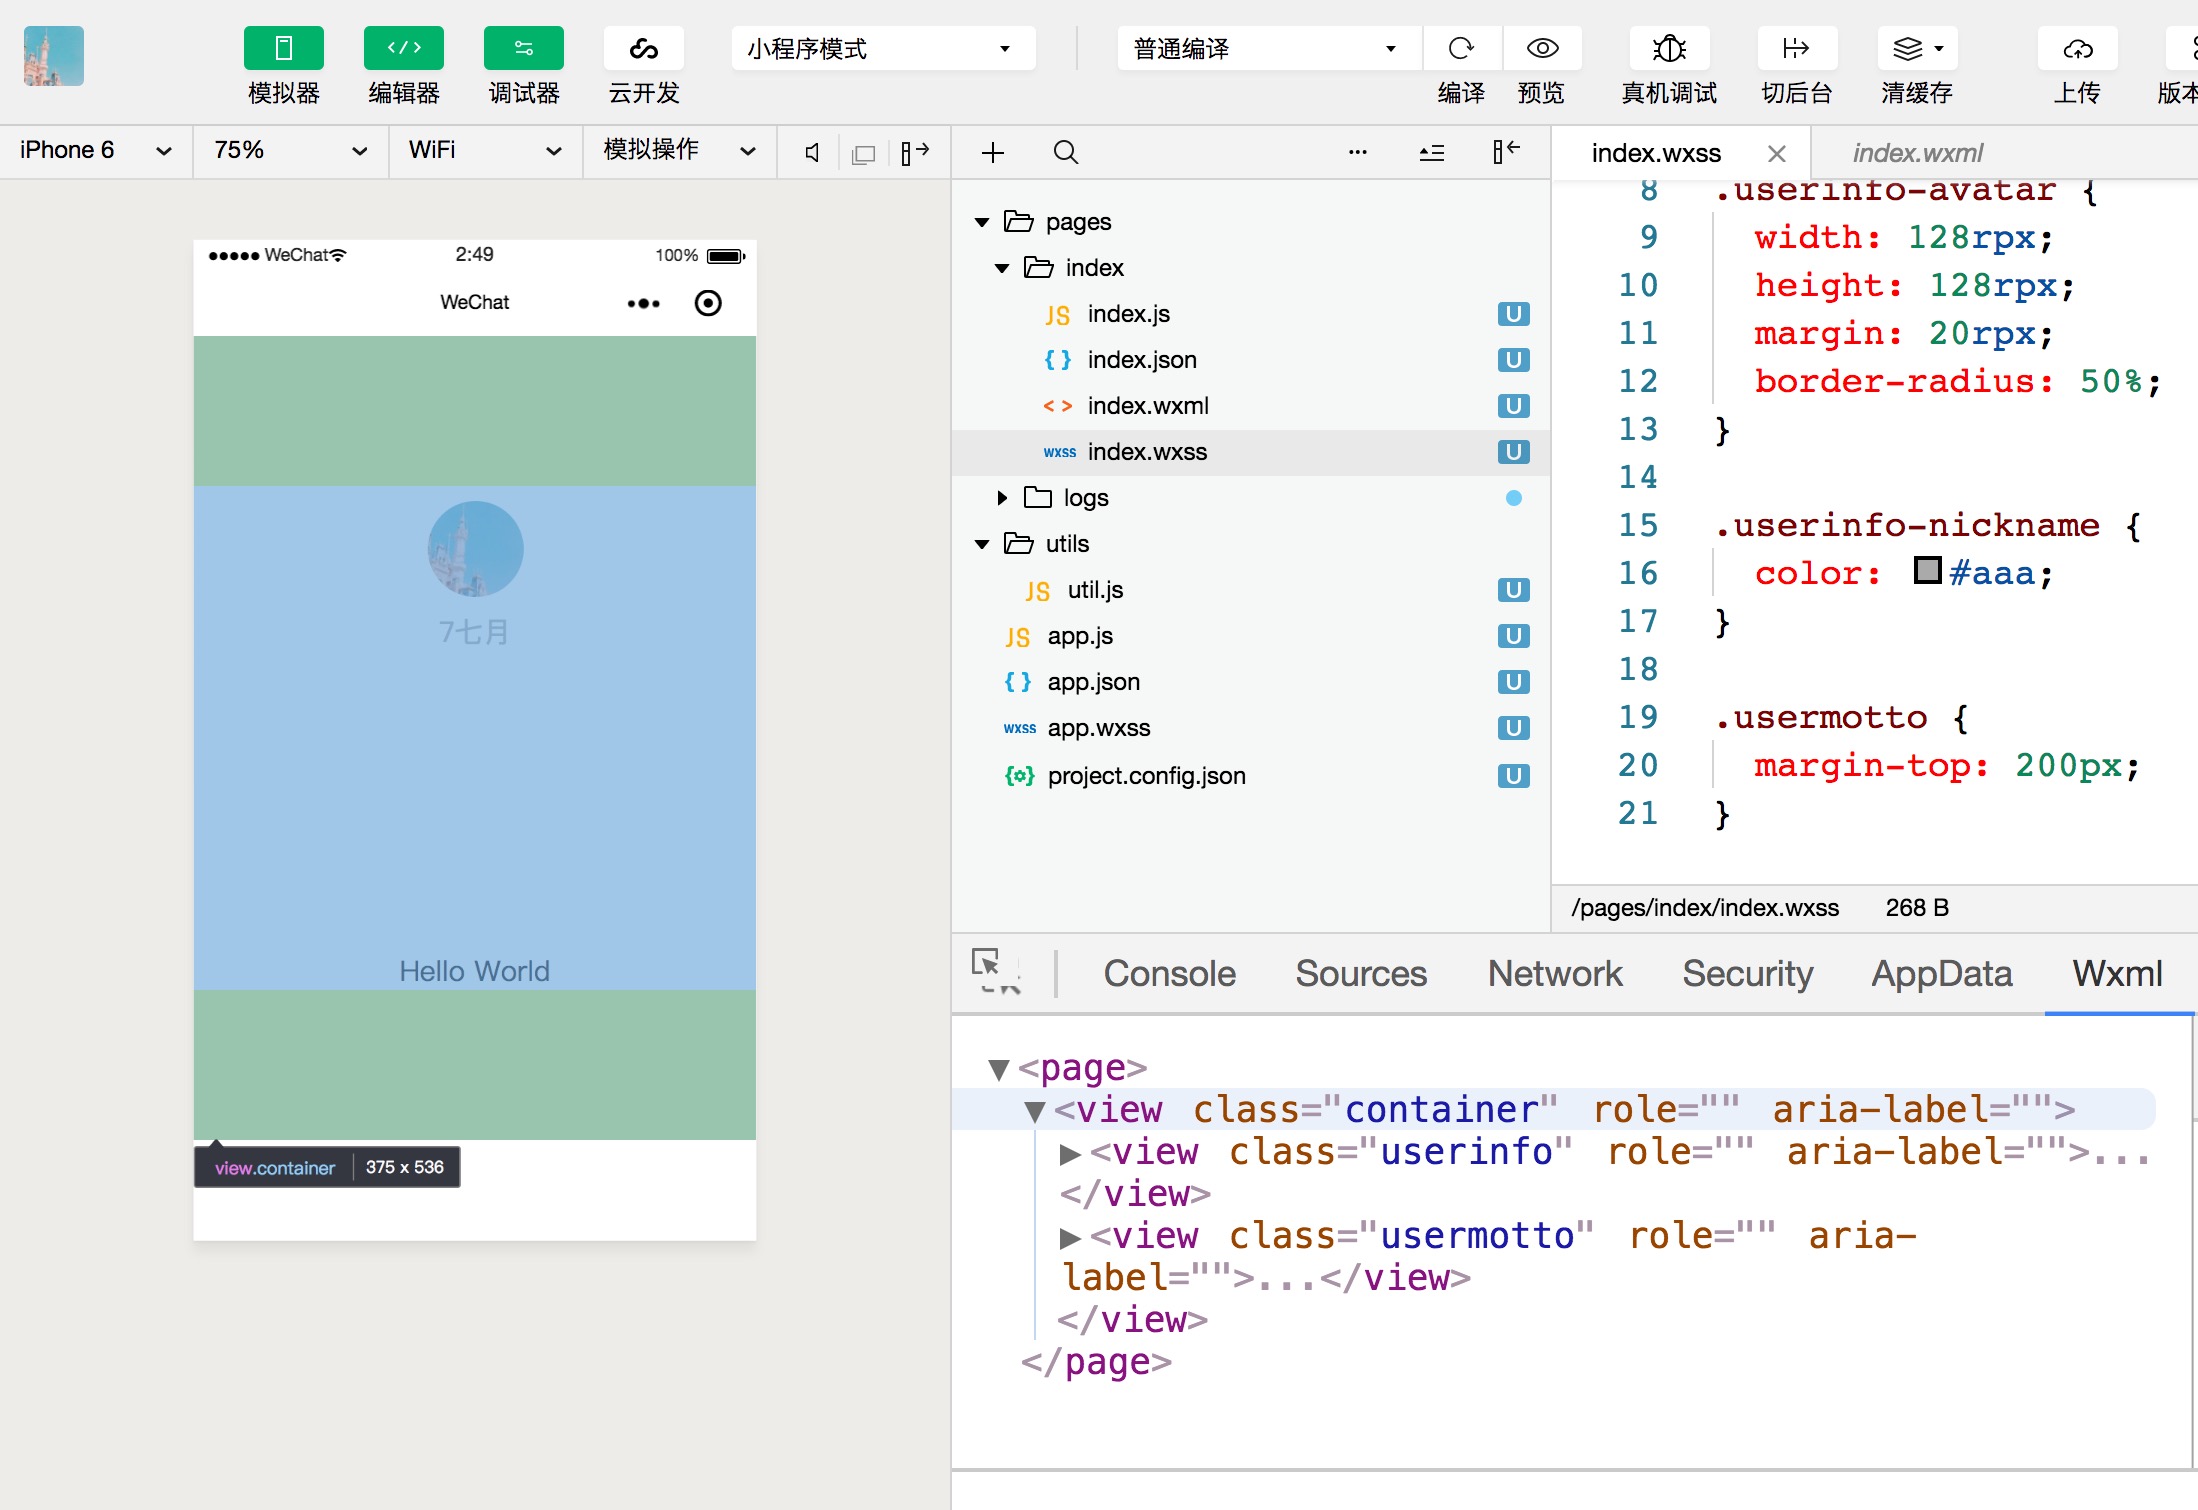 模拟器 编辑器 调试器 云开发 小程序模式 普通编译 编译 预览 真机调试 切后台 清缓存 上传 版本
iPhone 6 75% WiFi 模拟操作
WeChat 2:49 100%
WeChat
7七月
Hello World
view.container 375 x 536
pages
index
JS index.js U
{ } index.json U
< > index.wxml U
wxss index.wxss U
logs
utils
JS util.js U
JS app.js U
{ } app.json U
wxss app.wxss U
project.config.json U
index.wxss index.wxml
8 .userinfo-avatar {
9 width: 128rpx;
10 height: 128rpx;
11 margin: 20rpx;
12 border-radius: 50%;
13 }
14
15 .userinfo-nickname {
16 color: #aaa;
17 }
18
19 .usermotto {
20 margin-top: 200px;
21 }
/pages/index/index.wxss 268 B
Console Sources Network Security AppData Wxml
<page>
<view class="container" role="" aria-label="">
<view class="userinfo" role="" aria-label="">...
</view>
<view class="usermotto" role="" aria-
label="">...</view>
</view>
</page>